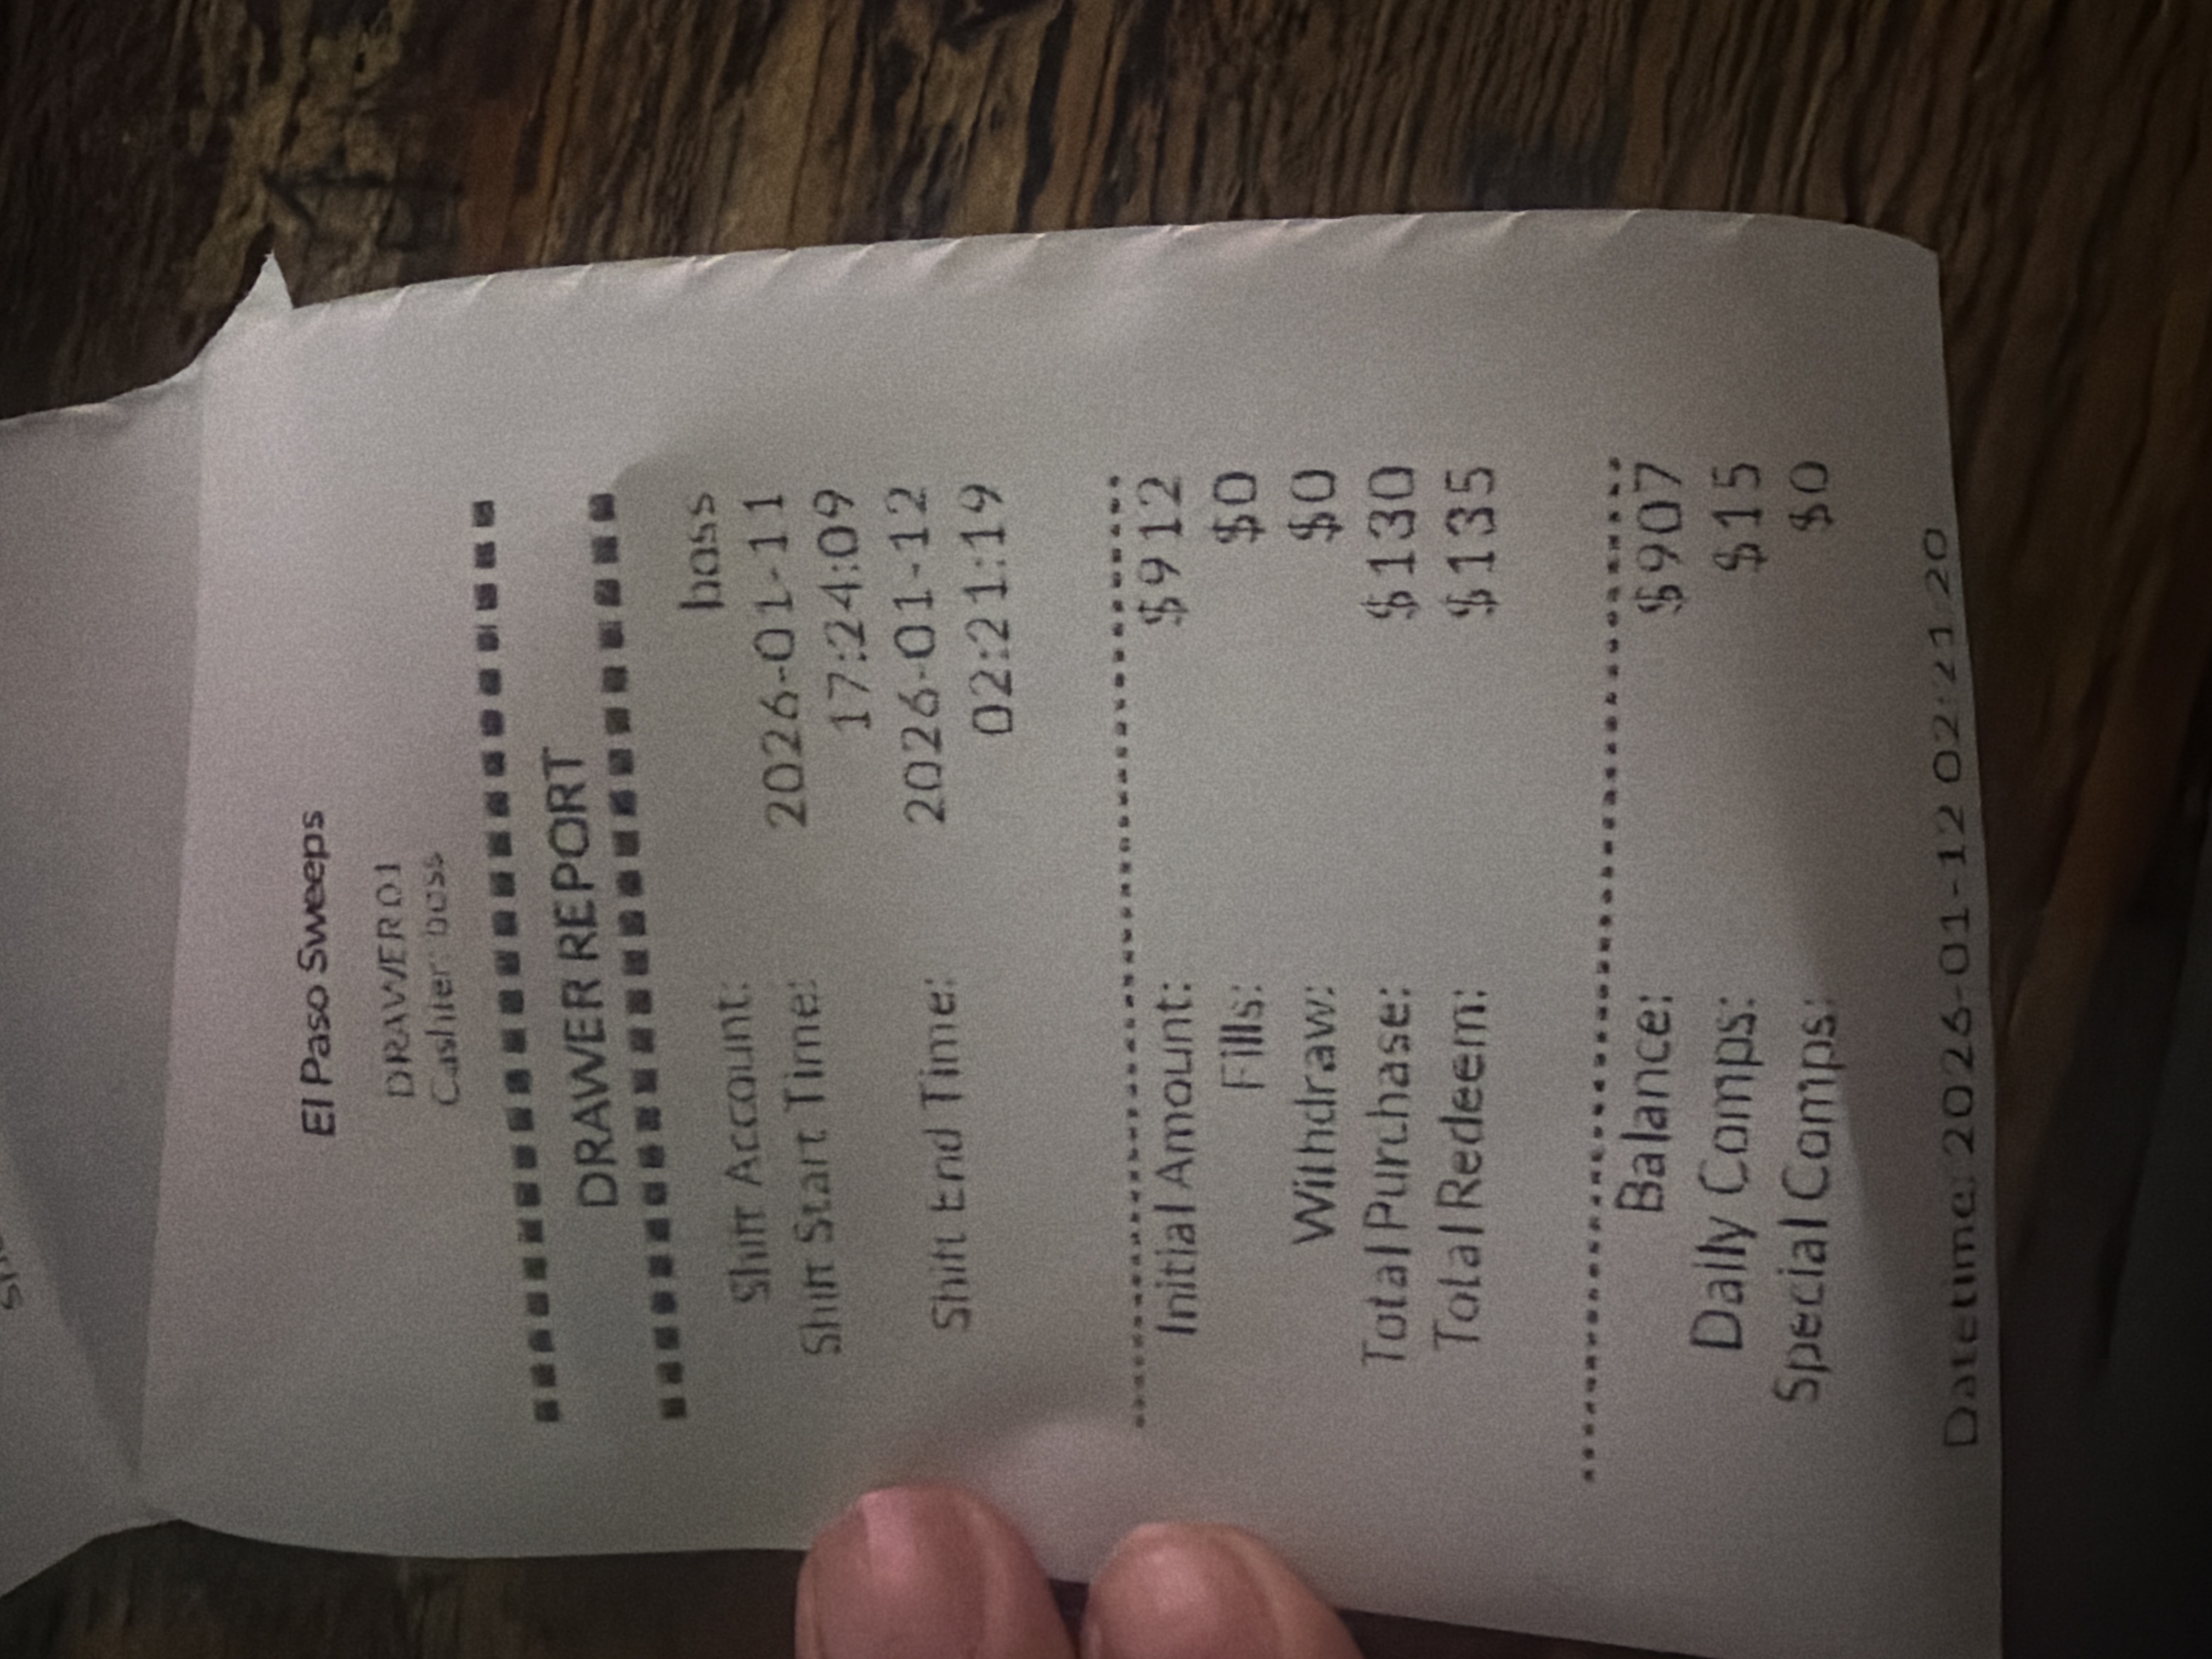 El Paso Sweeps
DRAWER01
Cashier: boss
DRAWER REPORT
boss
Shift Account:
2026-01-11
Shift Start Time:
17:24:09
2026-01-12
Shift End Time:
02:21:19
Initial Amount: $912
Fills: $0
Withdraw: $0
Total Purchase: $130
Total Redeem: $135
Balance: $907
Daily Comps: $15
Special Comps: $0
Datetime: 2026-01-12 02:21:20